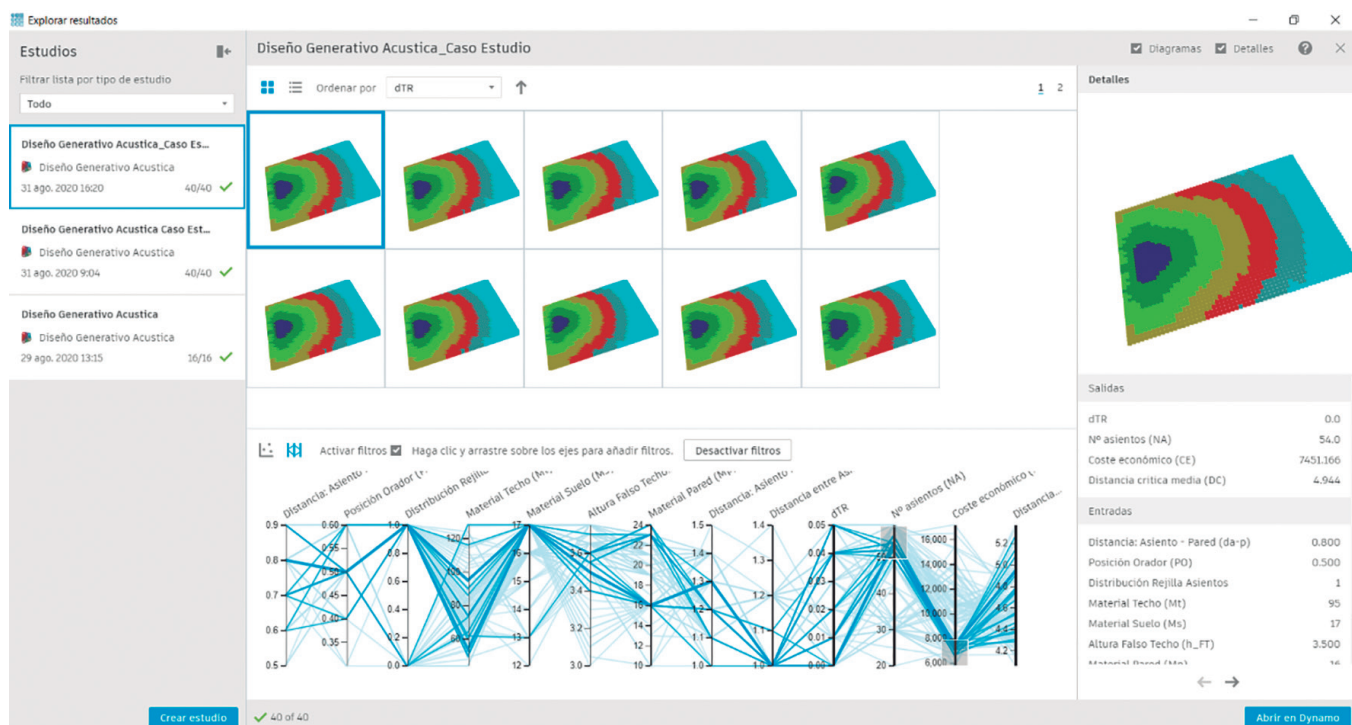 Explorar resultados
Estudios
Filtrar lista por tipo de estudio
Todo
Diseño Generativo Acustica_Caso Es...
Diseño Generativo Acustica
31 ago. 2020 16:20 40/40
Diseño Generativo Acustica Caso Est...
Diseño Generativo Acustica
31 ago. 2020 9:04 40/40
Diseño Generativo Acustica
Diseño Generativo Acustica
29 ago. 2020 13:15 16/16
Crear estudio
Diseño Generativo Acustica_Caso Estudio
Diagramas Detalles
Ordenar por dTR
1 2
Activar filtros Haga clic y arrastre sobre los ejes para añadir filtros. Desactivar filtros
Distancia: Asiento Posición Orador Distribución Rejilla Material Techo (Mt) Material Suelo (Ms) Altura Falso Techo Material Pared (Mp) Distancia: Asiento Distancia entre As. dTR Nº asientos (NA) Coste económico Distancia...
0.9 0.60 1.0 17 24 1.5 1.4 0.05
120 16,000 5.2
0.55 22
0.8 0.8 3.6 1.4 0.04
20 14,000
0.50 100 15 1.3
0.6 18 1.3 0.03 40 12,000
0.7 0.45 3.4
0.4 80 14 16 1.2 0.02 10,000 4.6
0.40 14
0.6 0.2 60 13 3.2 1.1 1.1 0.01 30 8,000 4.4
0.35 12 4.2
0.5 0.0 12 3.0 10 1.0 1.0 0.00 20 6,000
40 of 40
Detalles
Salidas
dTR 0.0
Nº asientos (NA) 54.0
Coste económico (CE) 7451.166
Distancia critica media (DC) 4.944
Entradas
Distancia: Asiento - Pared (da-p) 0.800
Posición Orador (PO) 0.500
Distribución Rejilla Asientos 1
Material Techo (Mt) 95
Material Suelo (Ms) 17
Altura Falso Techo (h_FT) 3.500
Material Pared (Mp) 16
Abrir en Dynamo